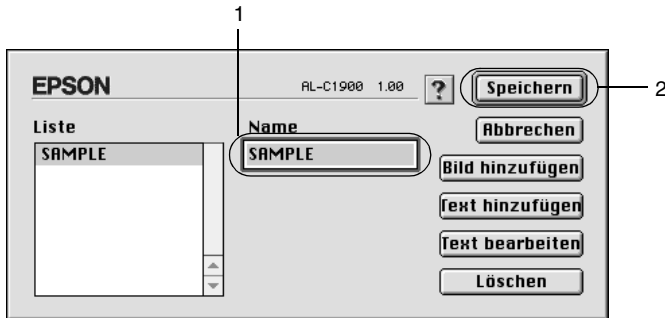 1
EPSON
AL-C1900 1.00
?
Speichern
2
Liste
Name
Abbrechen
SAMPLE
SAMPLE
Bild hinzufügen
Text hinzufügen
Text bearbeiten
Löschen